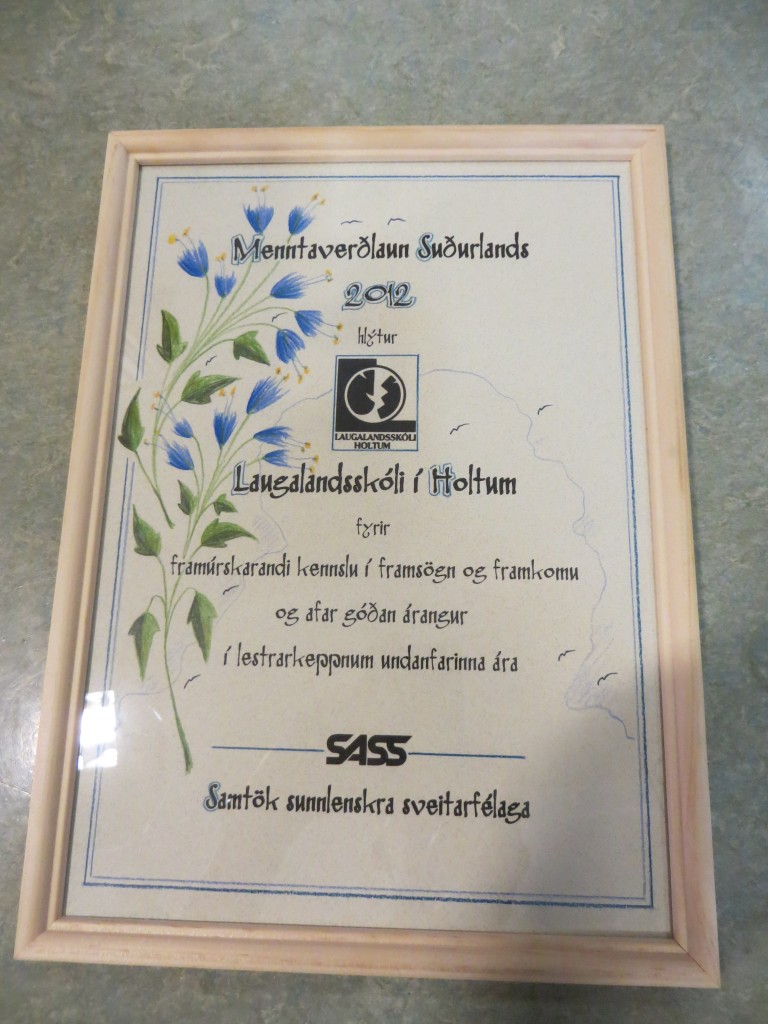 Menntaverðlaun Suðurlands
2012
hlýtur
LAUGALANDSSKÓLI
HOLTUM
Laugalandsskóli í Holtum
fyrir
framúrskarandi kennslu í framsögn og framkomu
og afar góðan árangur
í lestrarkeppnum undanfarinna ára
SASS
Samtök sunnlenskra sveitarfélaga